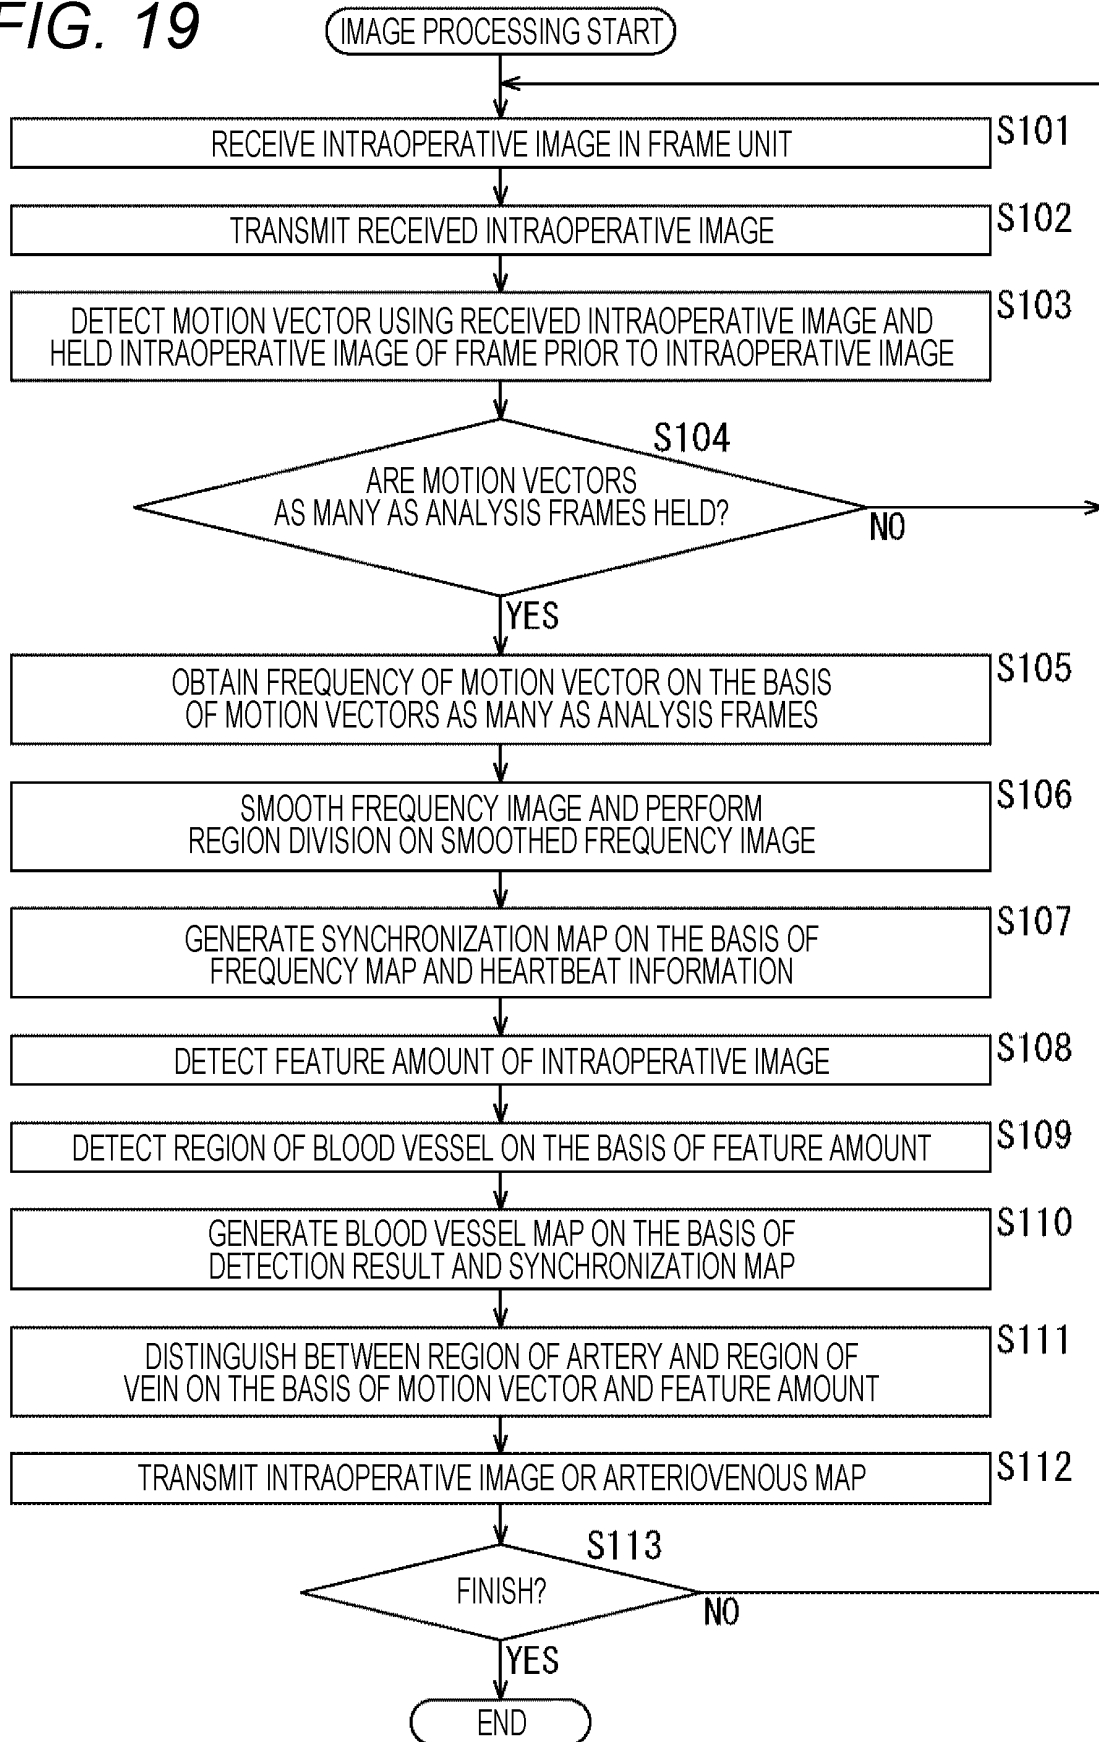 FIG. 19
IMAGE PROCESSING START
RECEIVE INTRAOPERATIVE IMAGE IN FRAME UNIT
S101
TRANSMIT RECEIVED INTRAOPERATIVE IMAGE
S102
DETECT MOTION VECTOR USING RECEIVED INTRAOPERATIVE IMAGE AND
HELD INTRAOPERATIVE IMAGE OF FRAME PRIOR TO INTRAOPERATIVE IMAGE
S103
S104
ARE MOTION VECTORS
AS MANY AS ANALYSIS FRAMES HELD?
NO
YES
OBTAIN FREQUENCY OF MOTION VECTOR ON THE BASIS
OF MOTION VECTORS AS MANY AS ANALYSIS FRAMES
S105
SMOOTH FREQUENCY IMAGE AND PERFORM
REGION DIVISION ON SMOOTHED FREQUENCY IMAGE
S106
GENERATE SYNCHRONIZATION MAP ON THE BASIS OF
FREQUENCY MAP AND HEARTBEAT INFORMATION
S107
DETECT FEATURE AMOUNT OF INTRAOPERATIVE IMAGE
S108
DETECT REGION OF BLOOD VESSEL ON THE BASIS OF FEATURE AMOUNT
S109
GENERATE BLOOD VESSEL MAP ON THE BASIS OF
DETECTION RESULT AND SYNCHRONIZATION MAP
S110
DISTINGUISH BETWEEN REGION OF ARTERY AND REGION OF
VEIN ON THE BASIS OF MOTION VECTOR AND FEATURE AMOUNT
S111
TRANSMIT INTRAOPERATIVE IMAGE OR ARTERIOVENOUS MAP
S112
S113
FINISH?
NO
YES
END